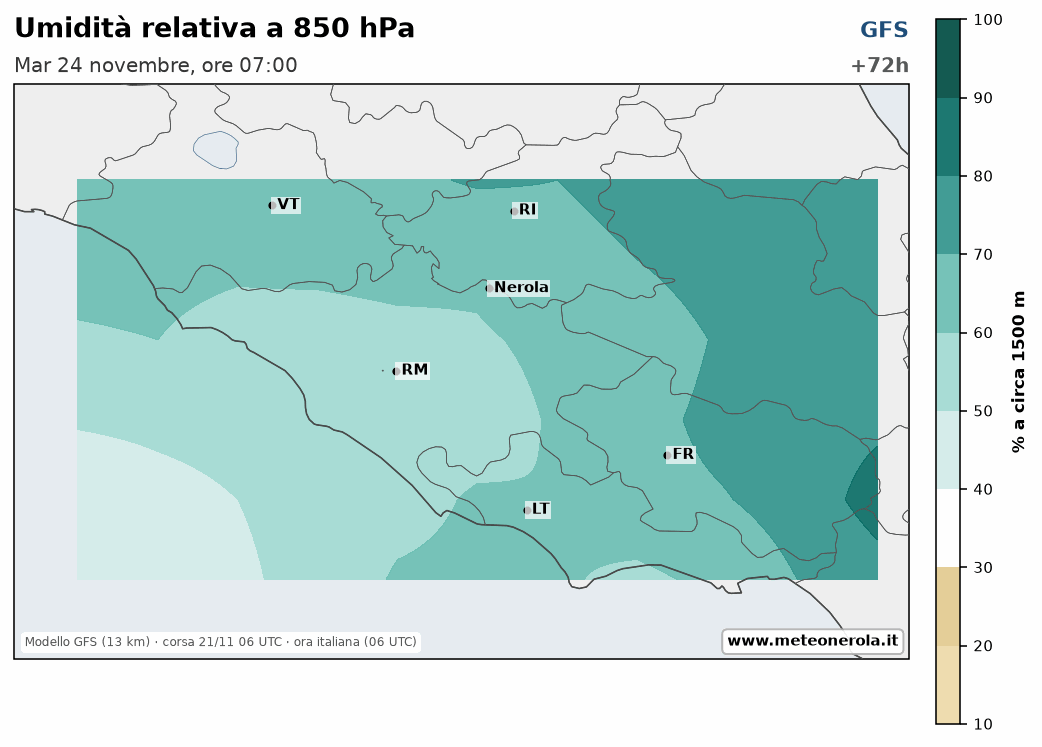 Umidità relativa a 850 hPa
GFS
Mar 24 novembre, ore 07:00
+72h
VT
RI
Nerola
RM
FR
LT
Modello GFS (13 km) · corsa 21/11 06 UTC · ora italiana (06 UTC)
www.meteonerola.it
100
90
80
70
60
50
40
30
20
10
% a circa 1500 m